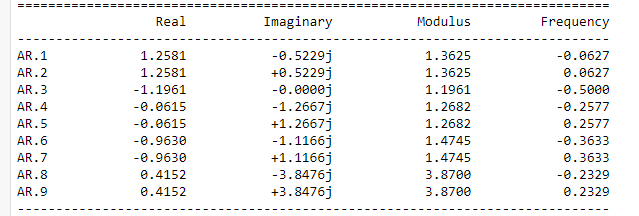 ==============================================================================
Real Imaginary Modulus Frequency
------------------------------------------------------------------------------
AR.1 1.2581 -0.5229j 1.3625 -0.0627
AR.2 1.2581 +0.5229j 1.3625 0.0627
AR.3 -1.1961 -0.0000j 1.1961 -0.5000
AR.4 -0.0615 -1.2667j 1.2682 -0.2577
AR.5 -0.0615 +1.2667j 1.2682 0.2577
AR.6 -0.9630 -1.1166j 1.4745 -0.3633
AR.7 -0.9630 +1.1166j 1.4745 0.3633
AR.8 0.4152 -3.8476j 3.8700 -0.2329
AR.9 0.4152 +3.8476j 3.8700 0.2329
------------------------------------------------------------------------------